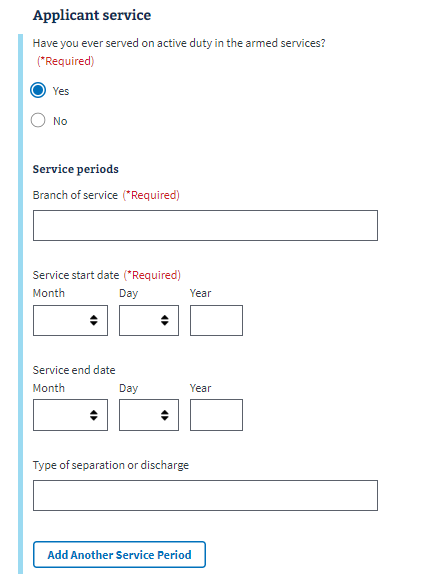 Applicant service
Have you ever served on active duty in the armed services?
(*Required)
Yes
No
Service periods
Branch of service (*Required)
Service start date (*Required)
Month Day Year
Service end date
Month Day Year
Type of separation or discharge
Add Another Service Period